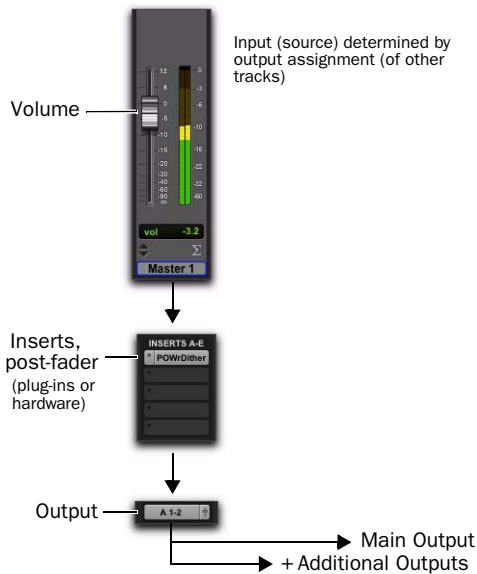 Input (source) determined by
output assignment (of other
tracks)
Volume
12 0
6 -3
0 -6
-5 -10
-10
-15 -16
-20 -22
-30
-40 -32
-60
-90 -60
∞
vol -3.2
Σ
Master 1
Inserts,
post-fader
(plug-ins or
hardware)
INSERTS A-E
POWrDither
Output
A 1-2
Main Output
+ Additional Outputs